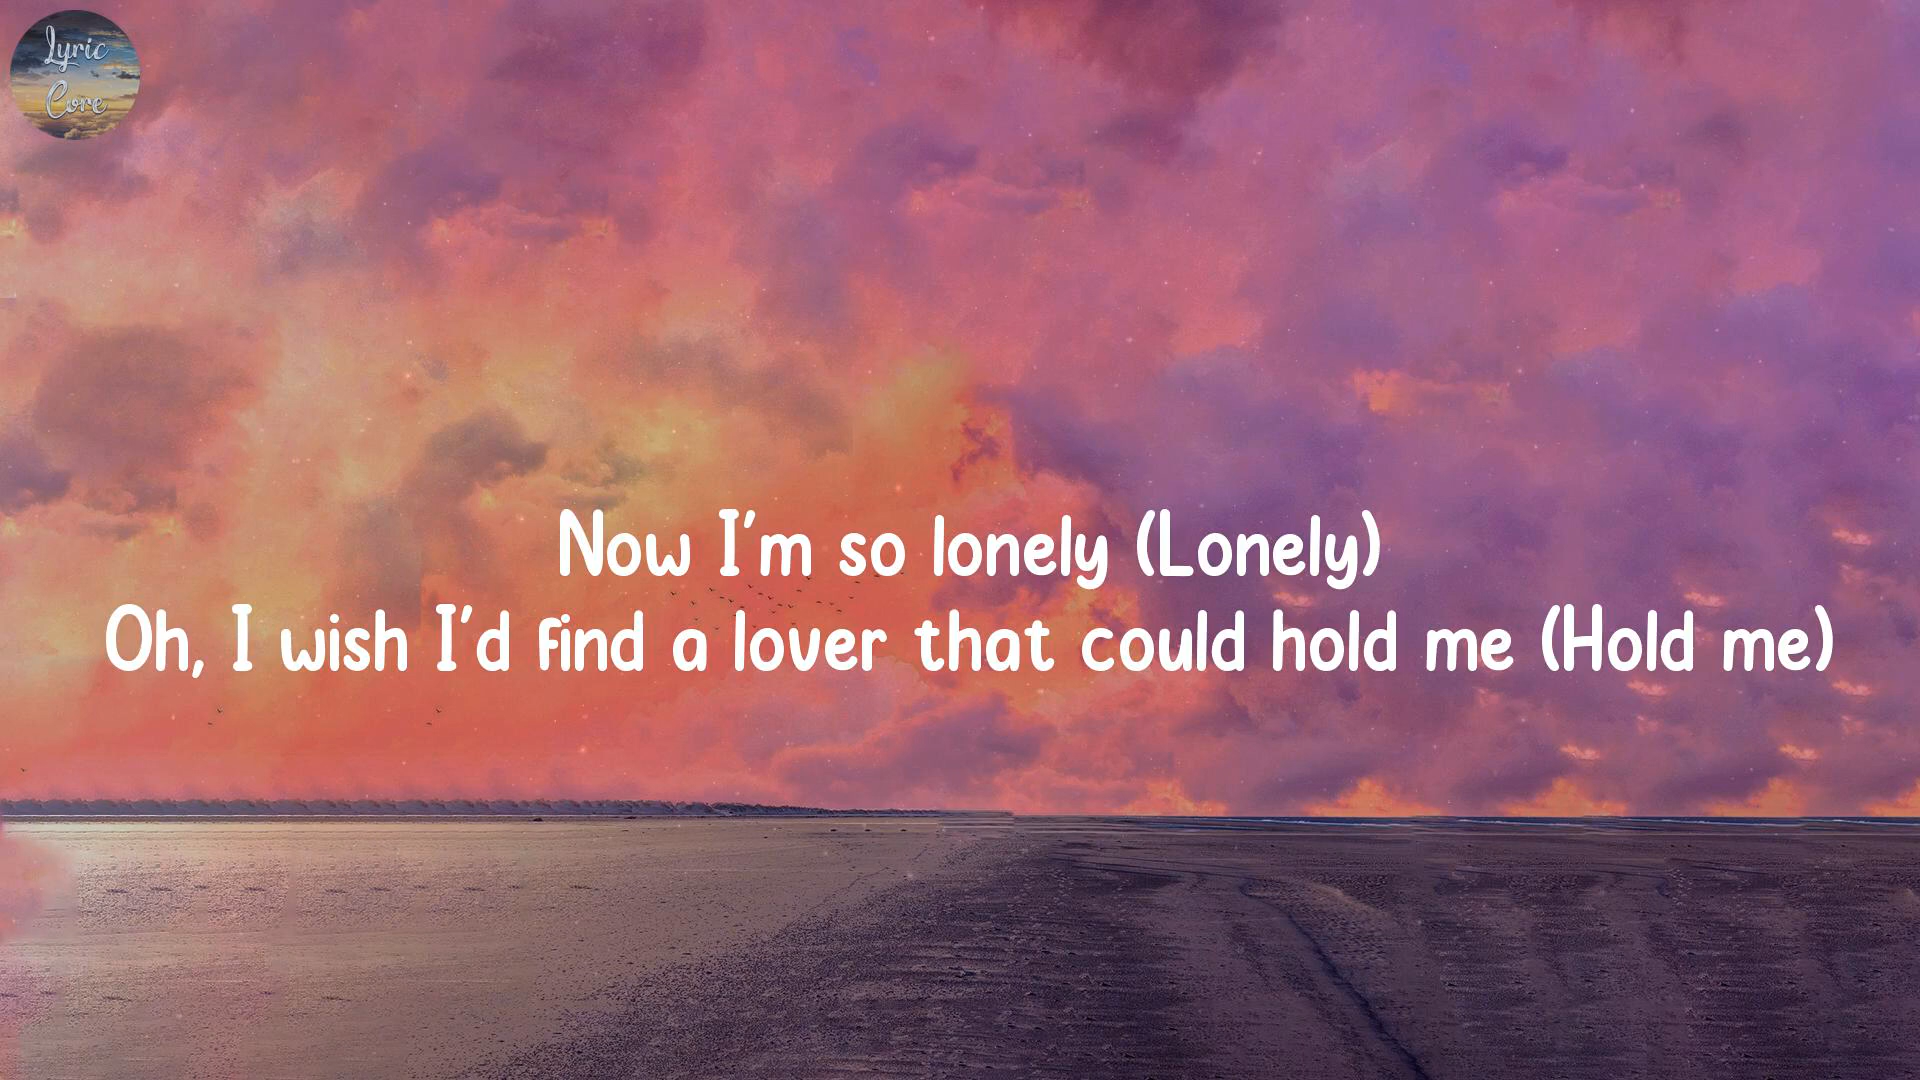 Lyric
Core
Now I'm so lonely (Lonely)
Oh, I wish I'd find a lover that could hold me (Hold me)